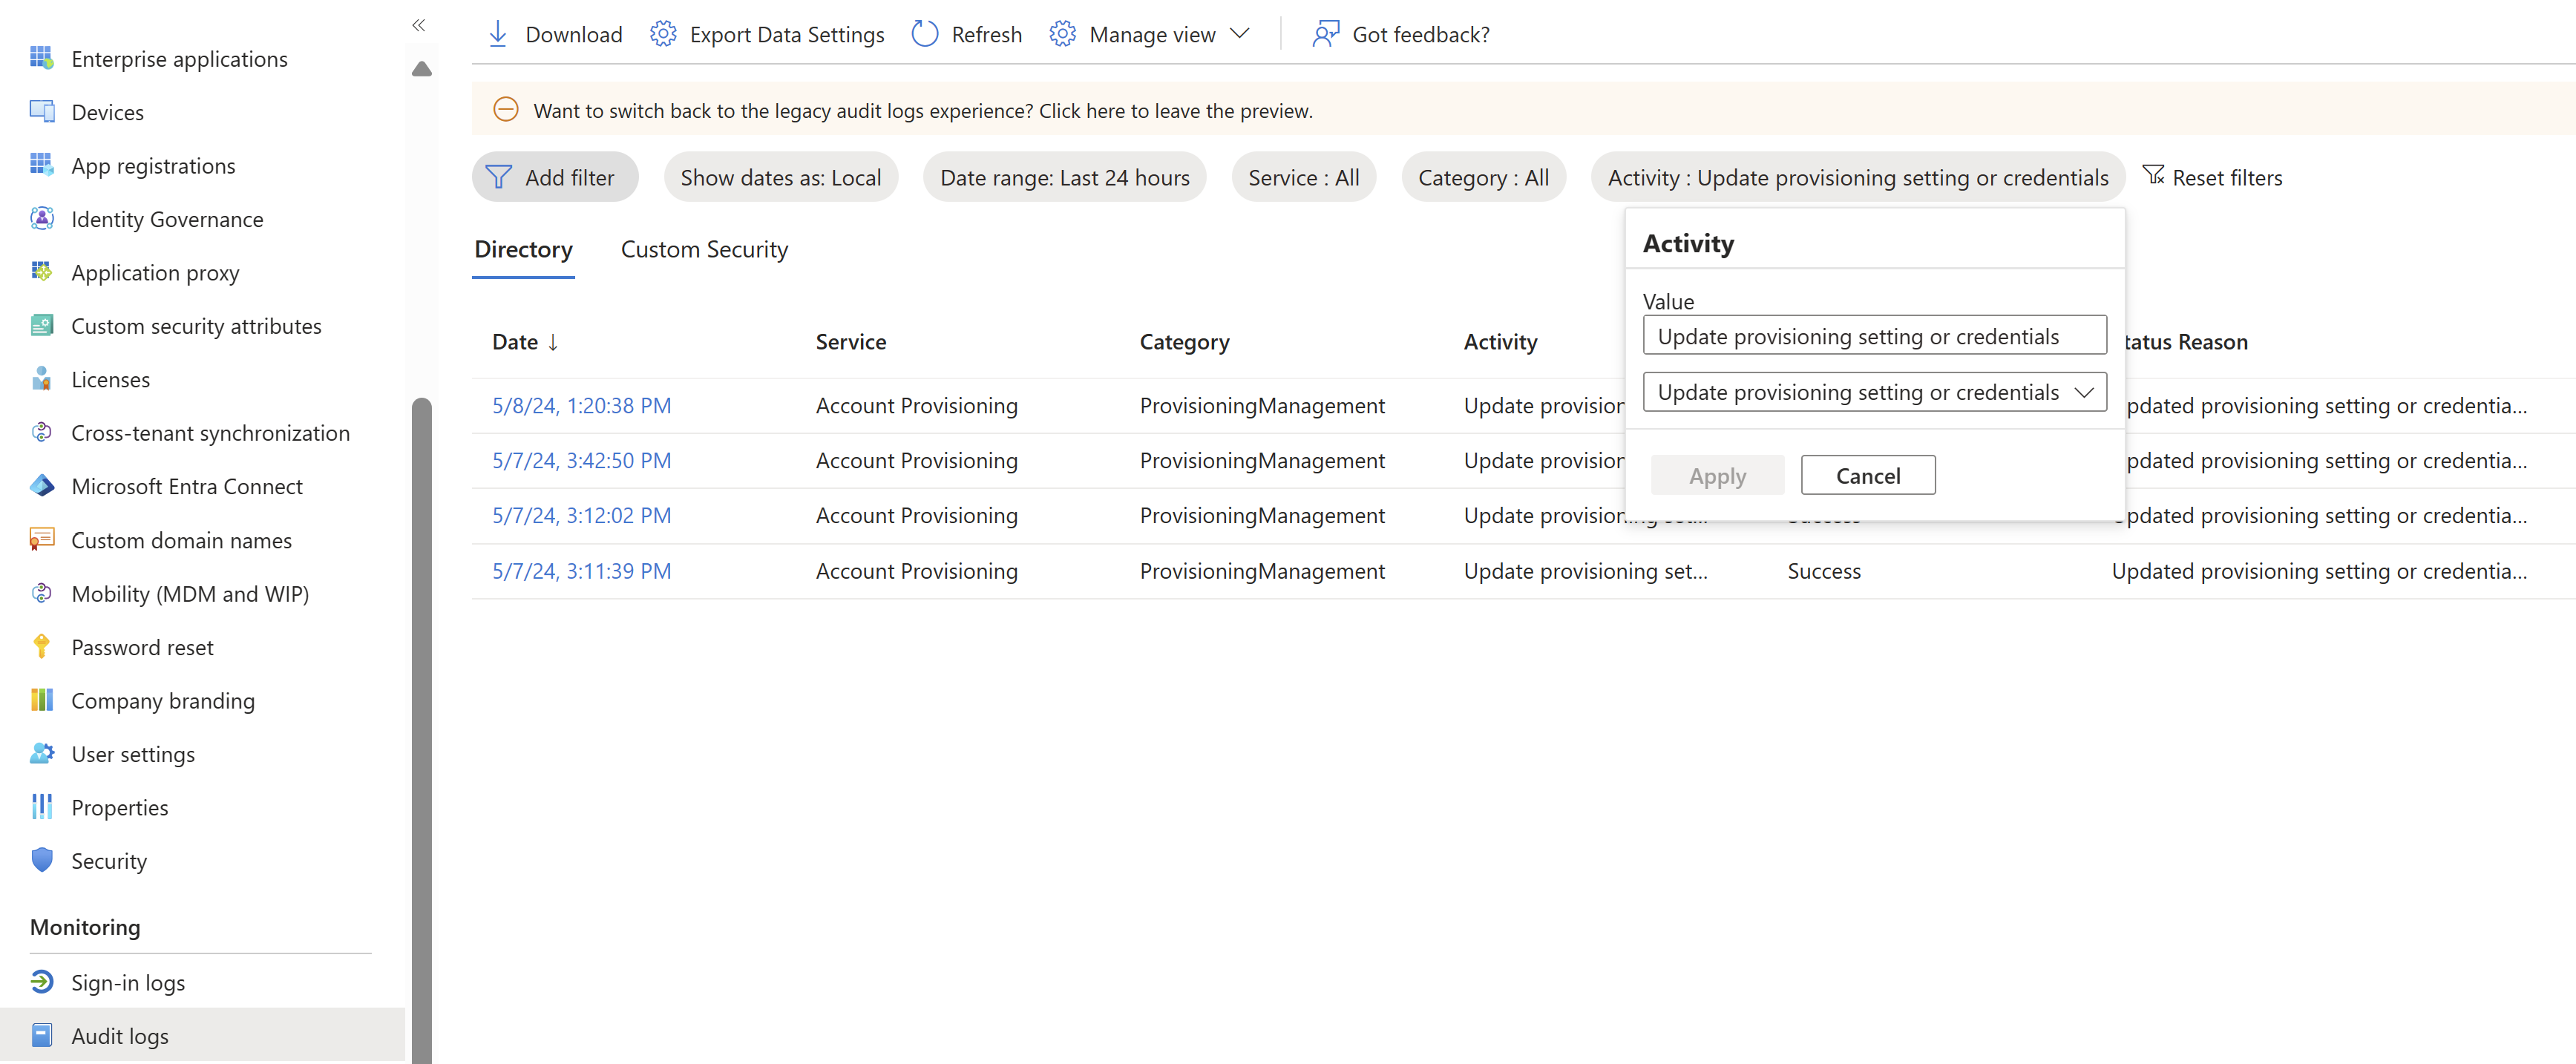 Enterprise applications
Devices
App registrations
Identity Governance
Application proxy
Custom security attributes
Licenses
Cross-tenant synchronization
Microsoft Entra Connect
Custom domain names
Mobility (MDM and WIP)
Password reset
Company branding
User settings
Properties
Security
Monitoring
Sign-in logs
Audit logs
Download Export Data Settings Refresh Manage view Got feedback?
Want to switch back to the legacy audit logs experience? Click here to leave the preview.
Add filter Show dates as: Local Date range: Last 24 hours Service : All Category : All Activity : Update provisioning setting or credentials Reset filters
Directory Custom Security
Date ↓ Service Category Activity tatus Reason
5/8/24, 1:20:38 PM Account Provisioning ProvisioningManagement Update provision pdated provisioning setting or credentia...
5/7/24, 3:42:50 PM Account Provisioning ProvisioningManagement Update provision pdated provisioning setting or credentia...
5/7/24, 3:12:02 PM Account Provisioning ProvisioningManagement Update provisioning set... Success Updated provisioning setting or credentia...
5/7/24, 3:11:39 PM Account Provisioning ProvisioningManagement Update provisioning set... Success Updated provisioning setting or credentia...
Activity
Value
Update provisioning setting or credentials
Update provisioning setting or credentials
Apply Cancel